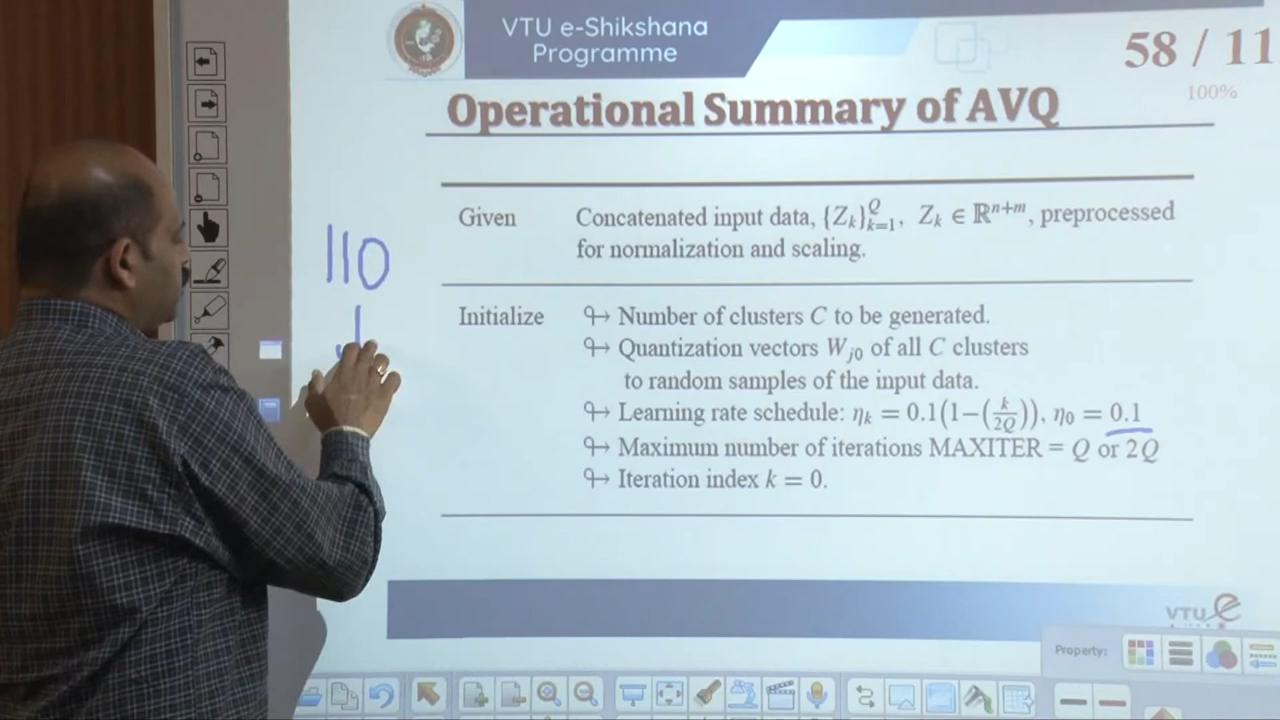 VTU e-Shikshana
Programme
58 / 11
100%
Operational Summary of AVQ
Given Concatenated input data, {Z_k}_{k=1}^{Q}, Z_k ∈ ℝ^{n+m}, preprocessed
for normalization and scaling.
110
Initialize ↬ Number of clusters C to be generated.
↬ Quantization vectors W_{j0} of all C clusters
to random samples of the input data.
↬ Learning rate schedule: η_k = 0.1(1−(k/2Q)). η_0 = 0.1
↬ Maximum number of iterations MAXITER = Q or 2Q
↬ Iteration index k = 0.
VTU e
Property: